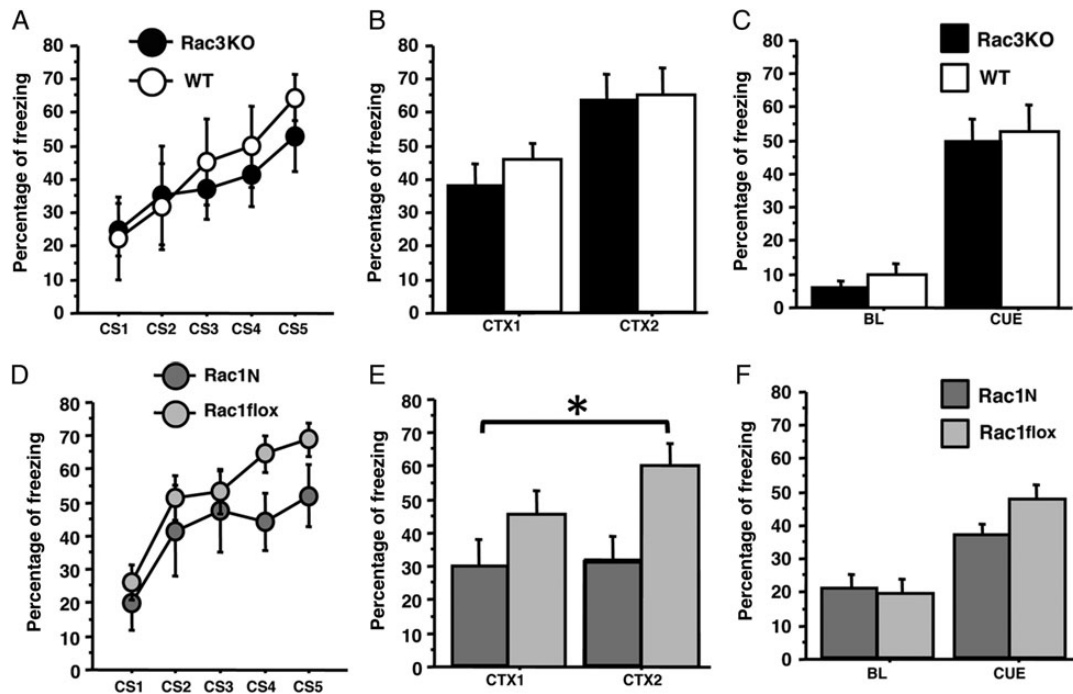 A
Rac3KO
WT
Percentage of freezing
80
70
60
50
40
30
20
10
0
CS1 CS2 CS3 CS4 CS5
B
Percentage of freezing
80
70
60
50
40
30
20
10
0
CTX1 CTX2
C
Rac3KO
WT
Percentage of freezing
80
70
60
50
40
30
20
10
0
BL CUE
D
Rac1N
Rac1flox
Percentage of freezing
80
70
60
50
40
30
20
10
0
CS1 CS2 CS3 CS4 CS5
E
*
Percentage of freezing
80
70
60
50
40
30
20
10
0
CTX1 CTX2
F
Rac1N
Rac1flox
Percentage of freezing
80
70
60
50
40
30
20
10
0
BL CUE